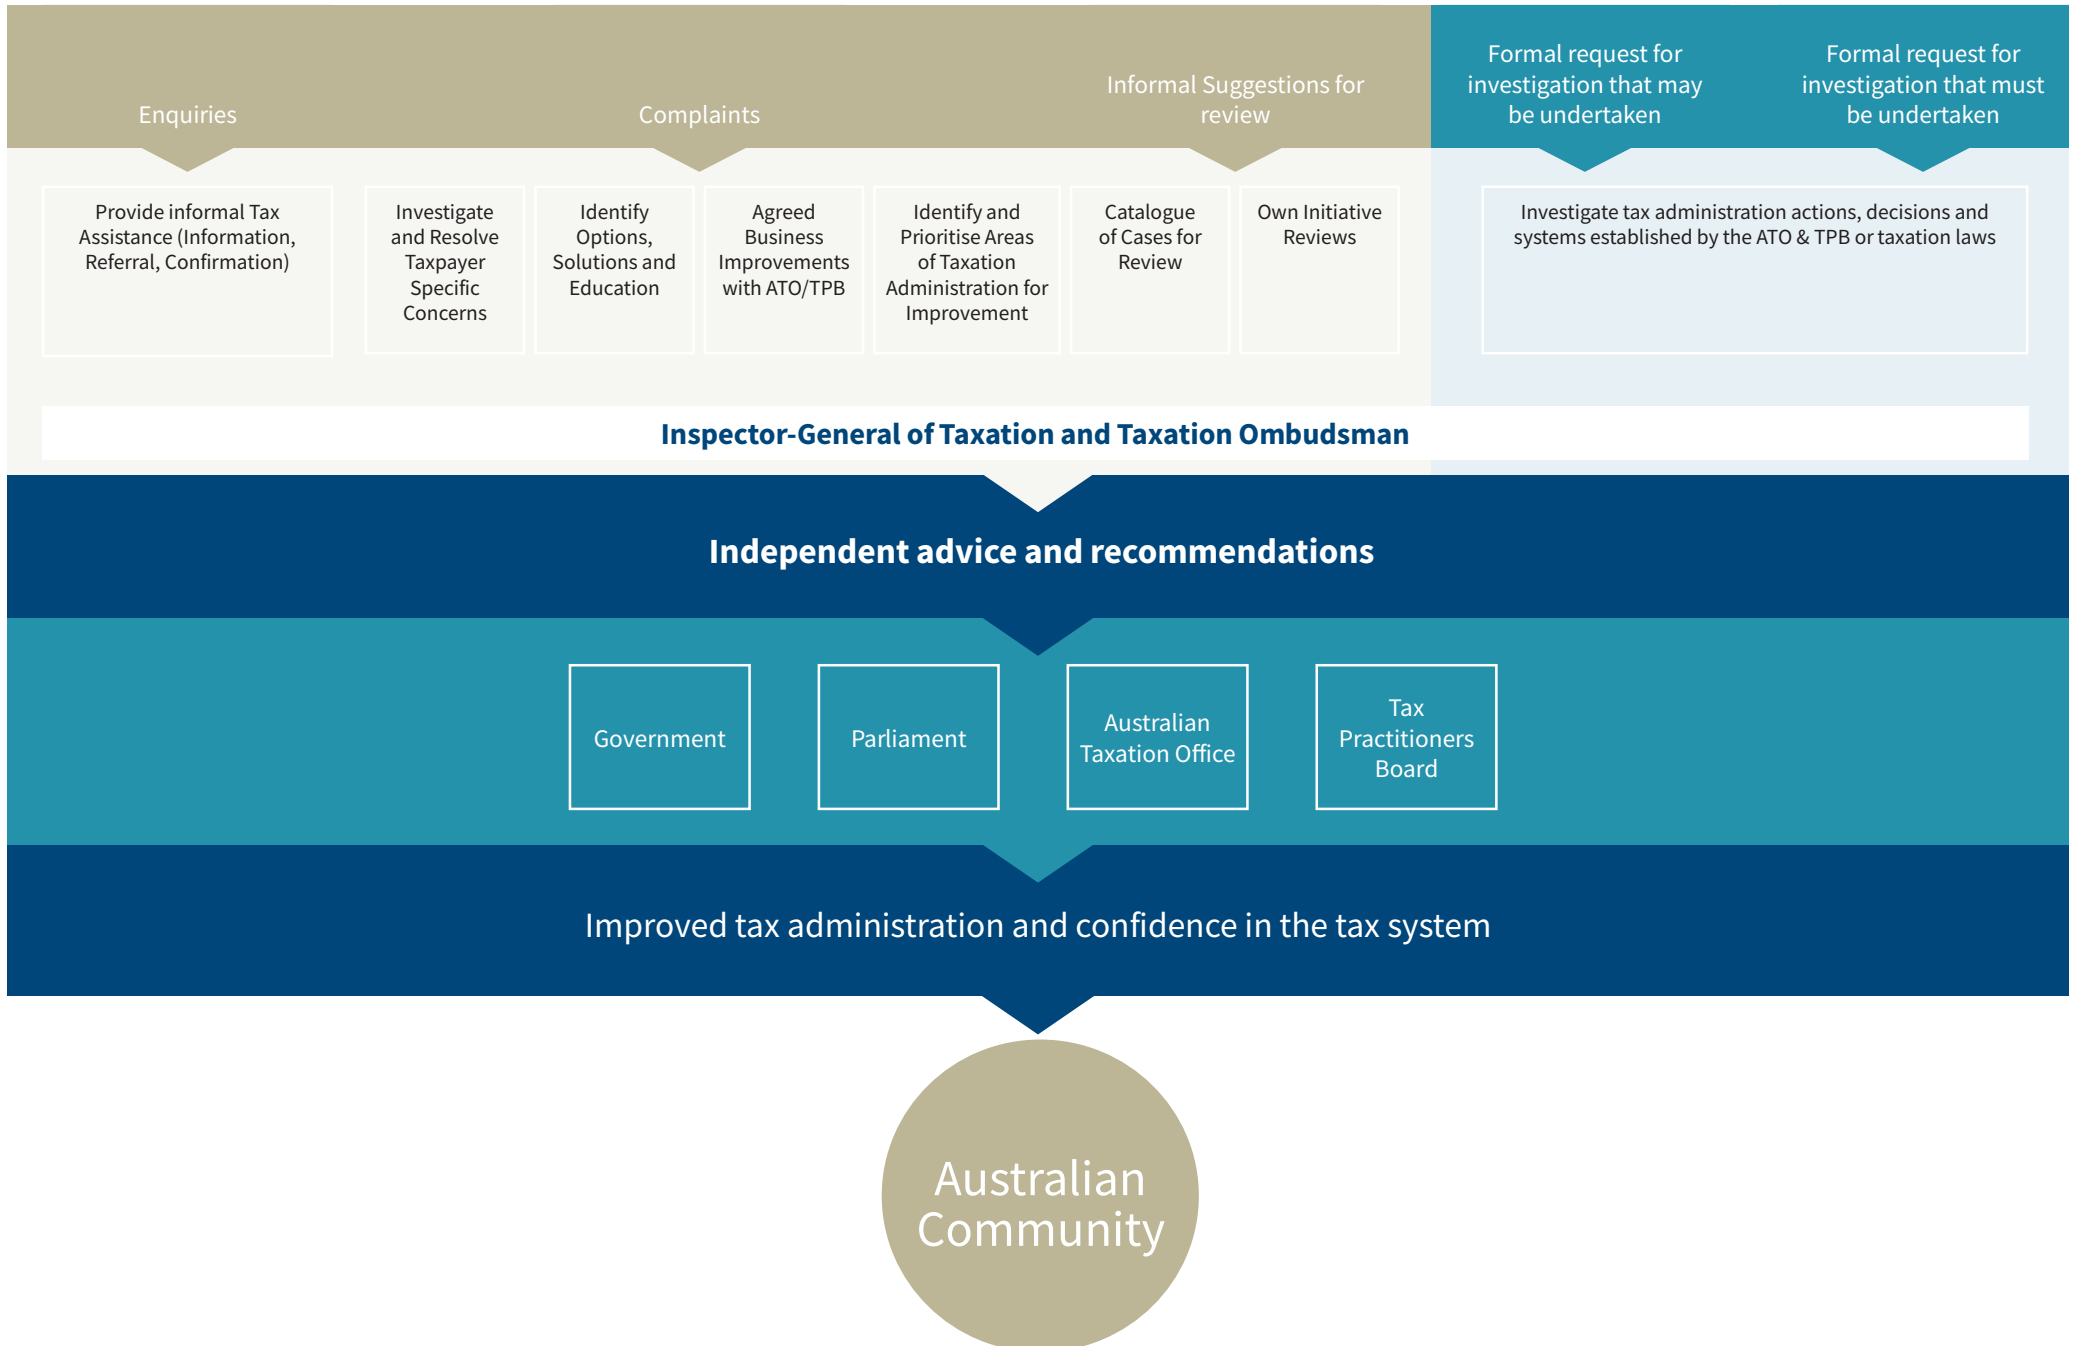 Enquiries
Complaints
Informal Suggestions for
review
Formal request for
investigation that may
be undertaken
Formal request for
investigation that must
be undertaken
Provide informal Tax
Assistance (Information,
Referral, Confirmation)
Investigate
and Resolve
Taxpayer
Specific
Concerns
Identify
Options,
Solutions and
Education
Agreed
Business
Improvements
with ATO/TPB
Identify and
Prioritise Areas
of Taxation
Administration for
Improvement
Catalogue
of Cases for
Review
Own Initiative
Reviews
Investigate tax administration actions, decisions and
systems established by the ATO & TPB or taxation laws
Inspector-General of Taxation and Taxation Ombudsman
Independent advice and recommendations
Government
Parliament
Australian
Taxation Office
Tax
Practitioners
Board
Improved tax administration and confidence in the tax system
Australian
Community